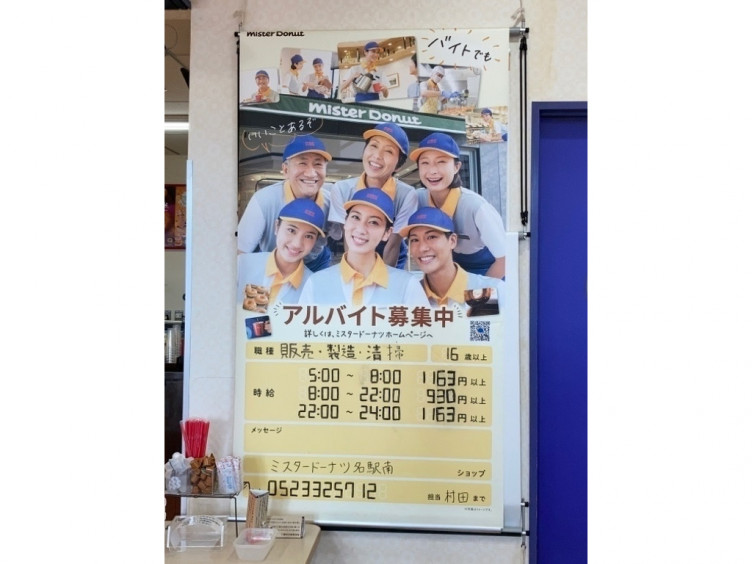 mister Donut
バイトでも
mister Donut
いいことあるぞ
アルバイト募集中
詳しくは、ミスタードーナツホームページへ
職種 販売・製造・清掃 16歳以上
時給
5:00 ~ 8:00 1163円以上
8:00 ~ 22:00 930円以上
22:00 ~ 24:00 1163円以上
メッセージ
ミスタードーナツ名駅南 ショップ
0523325712 担当 村田 まで